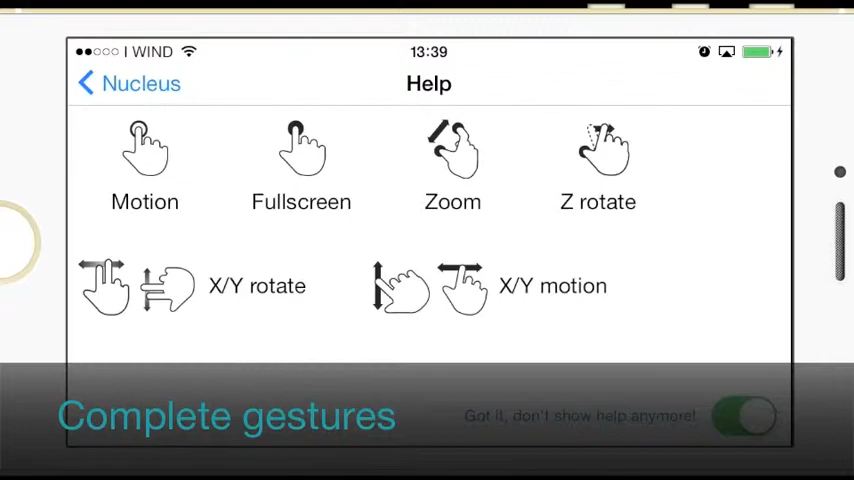 I WIND 13:39
Nucleus Help
Motion Fullscreen Zoom Z rotate
X/Y rotate X/Y motion
Complete gestures Got it, don't show help anymore!